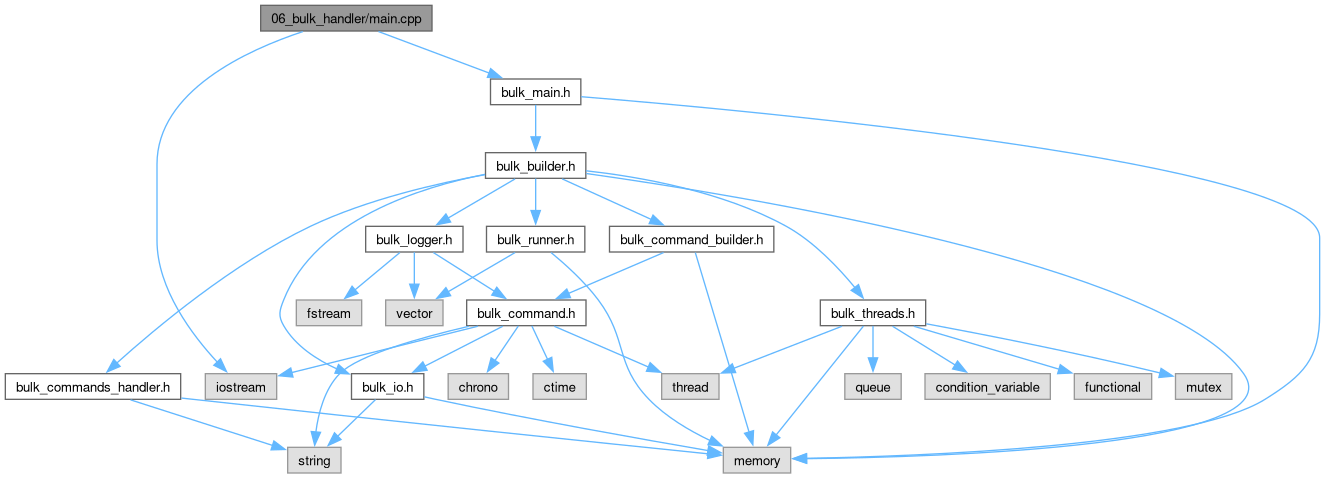 06_bulk_handler/main.cpp
bulk_main.h
bulk_builder.h
bulk_logger.h
bulk_runner.h
bulk_command_builder.h
fstream
vector
bulk_command.h
bulk_threads.h
bulk_commands_handler.h
iostream
bulk_io.h
chrono
ctime
thread
queue
condition_variable
functional
mutex
string
memory